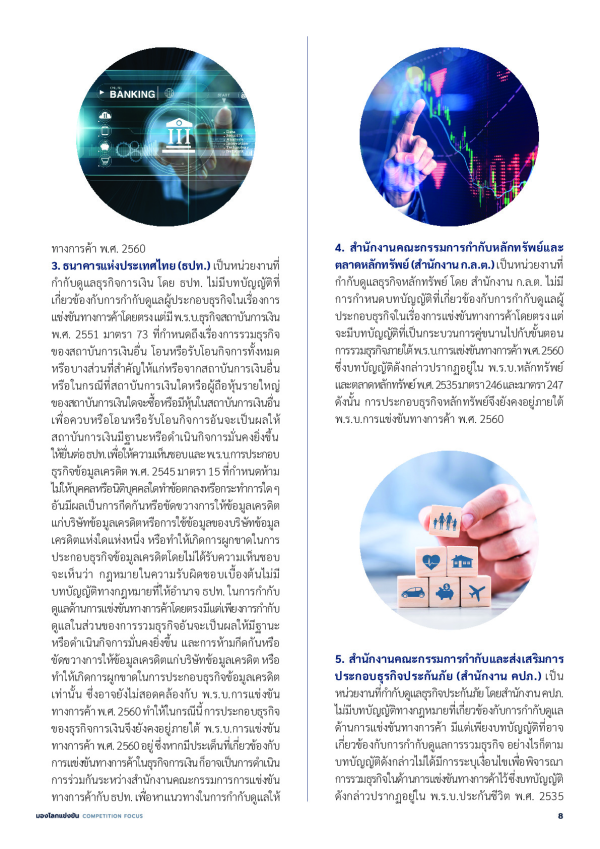 BANKING
ทางการค้า พ.ศ. 2560
3. ธนาคารแห่งประเทศไทย (ธปท.) เป็นหน่วยงานที่
กำกับดูแลธุรกิจการเงิน โดย ธปท. ไม่มีบทบัญญัติที่
เกี่ยวข้องกับการกำกับดูแลผู้ประกอบธุรกิจในเรื่องการ
แข่งขันทางการค้าโดยตรง แต่มี พ.ร.บ.ธุรกิจสถาบันการเงิน
พ.ศ. 2551 มาตรา 73 ที่กำหนดถึงเรื่องการรวมธุรกิจ
ของสถาบันการเงินอื่น โอนหรือรับโอนกิจการทั้งหมด
หรือบางส่วนที่สำคัญให้แก่หรือจากสถาบันการเงินอื่น
หรือในกรณีที่สถาบันการเงินใดหรือผู้ถือหุ้นรายใหญ่
ของสถาบันการเงินใดจะซื้อหรือมีหุ้นในสถาบันการเงินอื่น
เพื่อควบหรือโอนหรือรับโอนกิจการอันจะเป็นผลให้
สถาบันการเงินมีฐานะหรือดำเนินกิจการมั่นคงยิ่งขึ้น
ให้ยื่นต่อ ธปท. เพื่อให้ความเห็นชอบ และ พ.ร.บ.การประกอบ
ธุรกิจข้อมูลเครดิต พ.ศ. 2545 มาตรา 15 ที่กำหนดห้าม
ไม่ให้บุคคลหรือนิติบุคคลใดทำข้อตกลงหรือกระทำการใด ๆ
อันมีผลเป็นการกีดกันหรือขัดขวางการให้ข้อมูลเครดิต
แก่บริษัทข้อมูลเครดิตหรือการใช้ข้อมูลของบริษัทข้อมูล
เครดิตแห่งใดแห่งหนึ่ง หรือทำให้เกิดการผูกขาดในการ
ประกอบธุรกิจข้อมูลเครดิตโดยไม่ได้รับความเห็นชอบ
จะเห็นว่า กฎหมายในความรับผิดชอบเบื้องต้นไม่มี
บทบัญญัติทางกฎหมายที่ให้อำนาจ ธปท. ในการกำกับ
ดูแลด้านการแข่งขันทางการค้าโดยตรง มีแต่เพียงการกำกับ
ดูแลในส่วนของการรวมธุรกิจอันจะเป็นผลให้มีฐานะ
หรือดำเนินกิจการมั่นคงยิ่งขึ้น และการห้ามกีดกันหรือ
ขัดขวางการให้ข้อมูลเครดิตแก่บริษัทข้อมูลเครดิต หรือ
ทำให้เกิดการผูกขาดในการประกอบธุรกิจข้อมูลเครดิต
เท่านั้น ซึ่งอาจยังไม่สอดคล้องกับ พ.ร.บ.การแข่งขัน
ทางการค้า พ.ศ. 2560 ทำให้ในกรณีนี้ การประกอบธุรกิจ
ของธุรกิจการเงินจึงยังคงอยู่ภายใต้ พ.ร.บ.การแข่งขัน
ทางการค้า พ.ศ. 2560 อยู่ ซึ่งหากมีประเด็นที่เกี่ยวข้องกับ
การแข่งขันทางการค้าในธุรกิจการเงิน ก็อาจเป็นการดำเนิน
การร่วมกันระหว่างสำนักงานคณะกรรมการการแข่งขัน
ทางการค้ากับ ธปท. เพื่อหาแนวทางในการกำกับดูแลให้
4. สำนักงานคณะกรรมการกำกับหลักทรัพย์และ
ตลาดหลักทรัพย์ (สำนักงาน ก.ล.ต.) เป็นหน่วยงานที่
กำกับดูแลธุรกิจหลักทรัพย์ โดย สำนักงาน ก.ล.ต. ไม่มี
การกำหนดบทบัญญัติที่เกี่ยวข้องกับการกำกับดูแลผู้
ประกอบธุรกิจในเรื่องการแข่งขันทางการค้าโดยตรง แต่
จะมีบทบัญญัติที่เป็นกระบวนการคู่ขนานไปกับขั้นตอน
การรวมธุรกิจภายใต้ พ.ร.บ.การแข่งขันทางการค้า พ.ศ. 2560
ซึ่งบทบัญญัติดังกล่าวปรากฏอยู่ใน พ.ร.บ.หลักทรัพย์
และตลาดหลักทรัพย์ พ.ศ. 2535 มาตรา 246 และมาตรา 247
ดังนั้น การประกอบธุรกิจหลักทรัพย์จึงยังคงอยู่ภายใต้
พ.ร.บ.การแข่งขันทางการค้า พ.ศ. 2560
5. สำนักงานคณะกรรมการกำกับและส่งเสริมการ
ประกอบธุรกิจประกันภัย (สำนักงาน คปภ.) เป็น
หน่วยงานที่กำกับดูแลธุรกิจประกันภัย โดยสำนักงาน คปภ.
ไม่มีบทบัญญัติทางกฎหมายที่เกี่ยวข้องกับการกำกับดูแล
ด้านการแข่งขันทางการค้า มีแต่เพียงบทบัญญัติที่อาจ
เกี่ยวข้องกับการกำกับดูแลการรวมธุรกิจ อย่างไรก็ตาม
บทบัญญัติดังกล่าวไม่ได้มีการระบุเงื่อนไขเพื่อพิจารณา
การรวมธุรกิจในด้านการแข่งขันทางการค้าไว้ ซึ่งบทบัญญัติ
ดังกล่าวปรากฏอยู่ใน พ.ร.บ.ประกันชีวิต พ.ศ. 2535
มองโลกแข่งขัน COMPETITION FOCUS
8